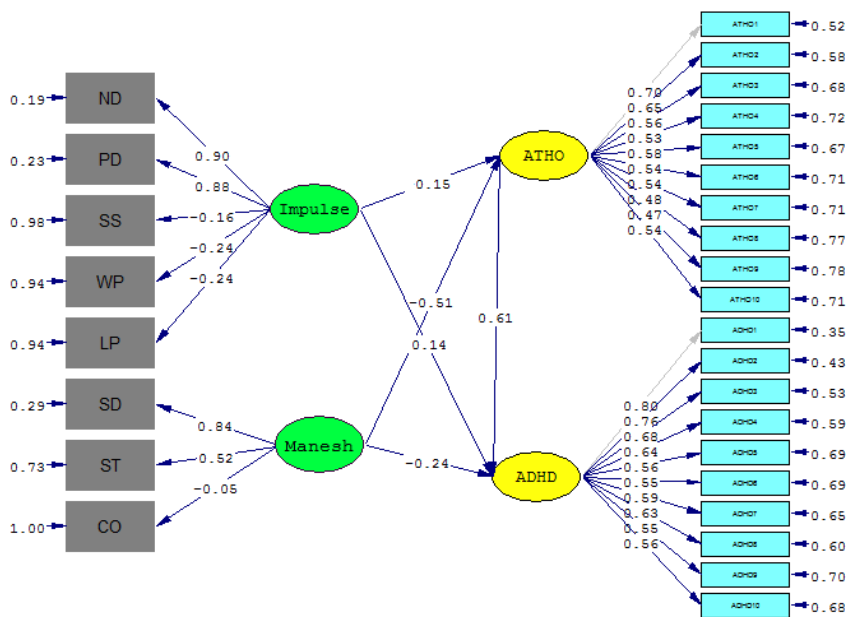 0.19
ND
0.23
PD
0.98
SS
0.94
WP
0.94
LP
0.29
SD
0.73
ST
1.00
CO
0.90
0.88
-0.16
-0.24
-0.24
0.84
0.52
-0.05
Impulse
Manesh
0.15
-0.51
0.14
0.61
-0.24
ATHO
ADHD
0.70
0.65
0.56
0.53
0.58
0.54
0.54
0.48
0.47
0.54
0.80
0.76
0.68
0.64
0.56
0.55
0.59
0.63
0.55
0.56
ATHO1
0.52
ATHO2
0.58
ATHO3
0.68
ATHO4
0.72
ATHO5
0.67
ATHO6
0.71
ATHO7
0.71
ATHO8
0.77
ATHO9
0.78
ATHO10
0.71
ADHD1
0.35
ADHD2
0.43
ADHD3
0.53
ADHD4
0.59
ADHD5
0.69
ADHD6
0.69
ADHD7
0.65
ADHD8
0.60
ADHD9
0.70
ADHD10
0.68